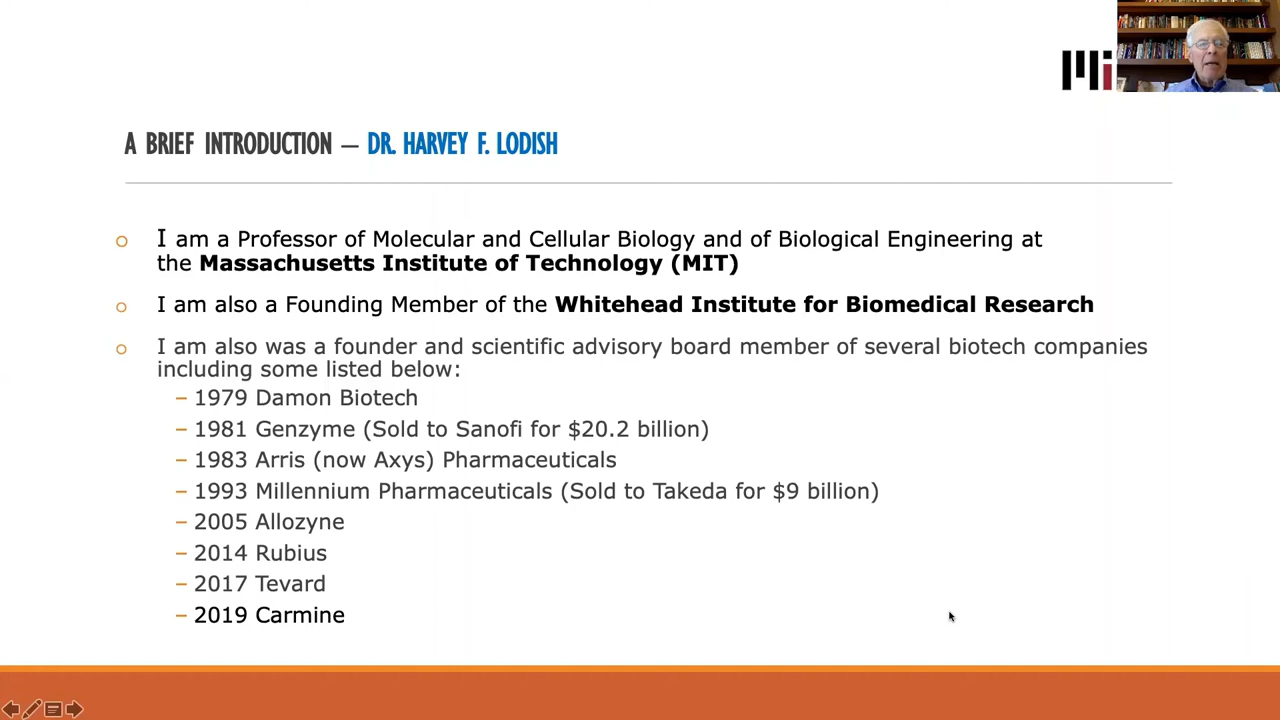 A BRIEF INTRODUCTION — DR. HARVEY F. LODISH
I am a Professor of Molecular and Cellular Biology and of Biological Engineering at
the Massachusetts Institute of Technology (MIT)
I am also a Founding Member of the Whitehead Institute for Biomedical Research
I am also was a founder and scientific advisory board member of several biotech companies
including some listed below:
– 1979 Damon Biotech
– 1981 Genzyme (Sold to Sanofi for $20.2 billion)
– 1983 Arris (now Axys) Pharmaceuticals
– 1993 Millennium Pharmaceuticals (Sold to Takeda for $9 billion)
– 2005 Allozyne
– 2014 Rubius
– 2017 Tevard
– 2019 Carmine